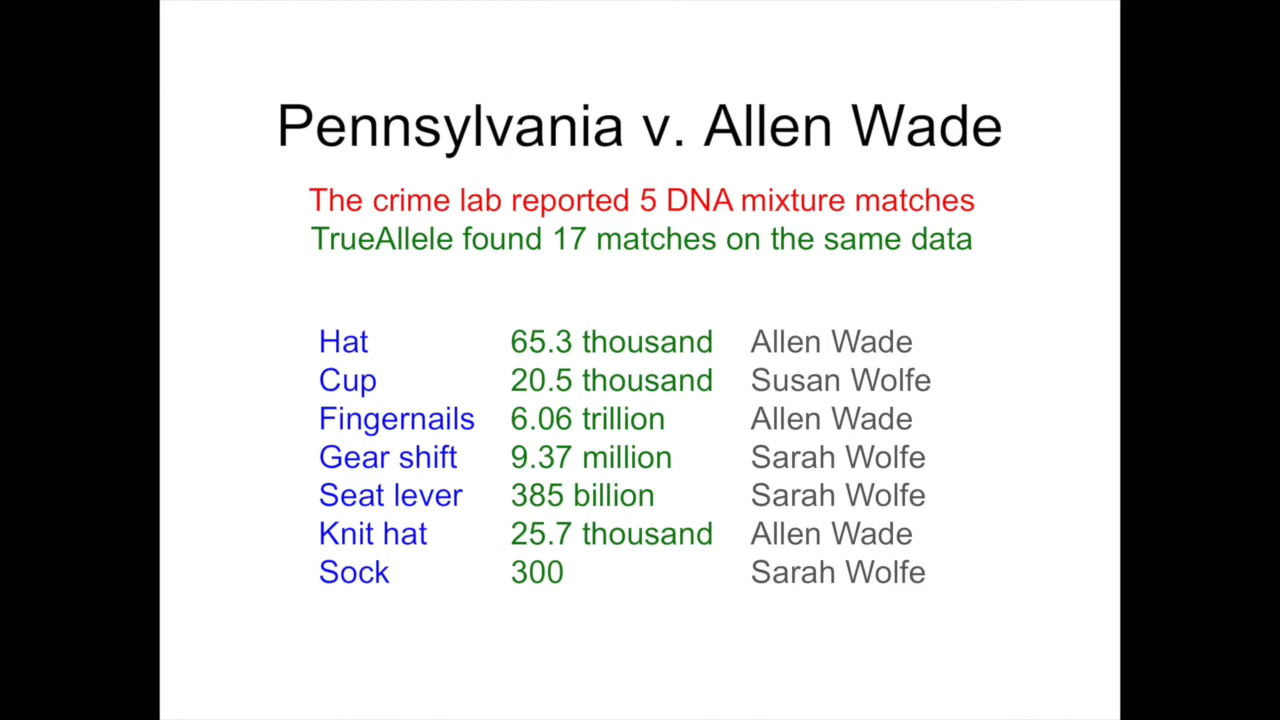 Pennsylvania v. Allen Wade
The crime lab reported 5 DNA mixture matches
TrueAllele found 17 matches on the same data
Hat 65.3 thousand Allen Wade
Cup 20.5 thousand Susan Wolfe
Fingernails 6.06 trillion Allen Wade
Gear shift 9.37 million Sarah Wolfe
Seat lever 385 billion Sarah Wolfe
Knit hat 25.7 thousand Allen Wade
Sock 300 Sarah Wolfe